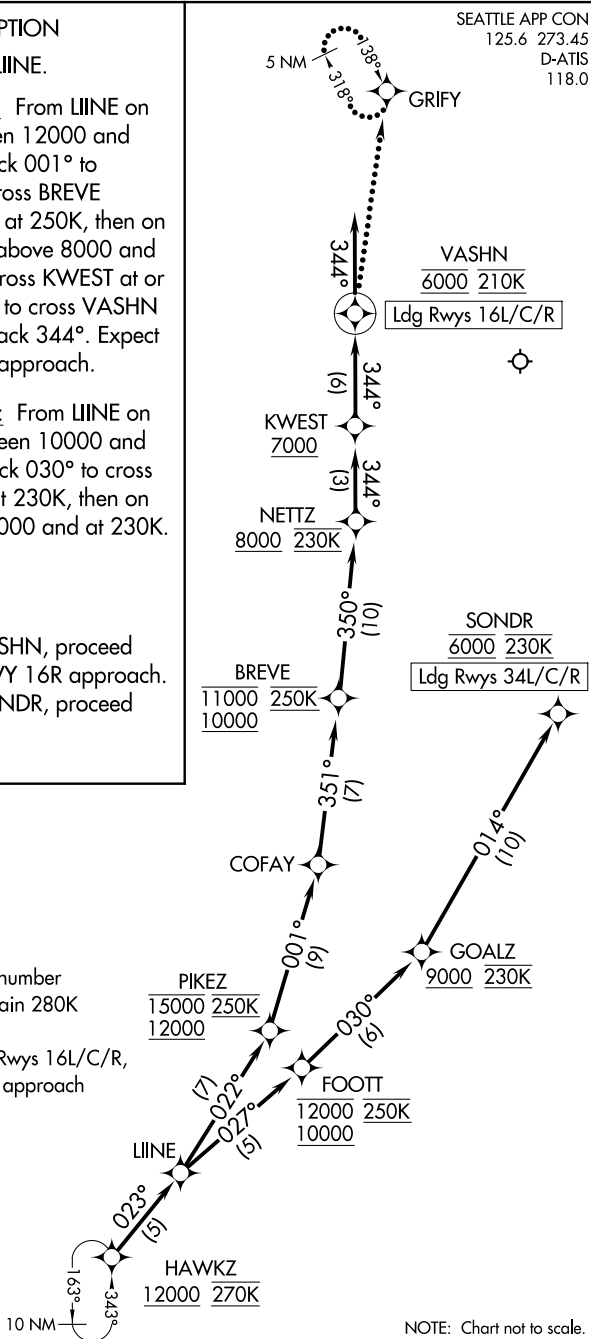 PTION
LIINE.
From LIINE on
en 12000 and
ck 001° to
ross BREVE
at 250K, then on
above 8000 and
cross KWEST at or
to cross VASHN
ack 344°. Expect
approach.
: From LIINE on
een 10000 and
ck 030° to cross
t 230K, then on
000 and at 230K.
SHN, proceed
VY 16R approach.
NDR, proceed
number
ain 280K
Rwys 16L/C/R,
approach
SEATTLE APP CON
125.6 273.45
D-ATIS
118.0
5 NM
138°
318°
GRIFY
344°
VASHN
6000 210K
Ldg Rwys 16L/C/R
344°
(6)
KWEST
7000
344°
(3)
NETTZ
8000 230K
350°
(10)
SONDR
6000 230K
Ldg Rwys 34L/C/R
BREVE
11000 250K
10000
351°
(7)
014°
(10)
COFAY
001°
(9)
GOALZ
9000 230K
PIKEZ
15000 250K
12000
030°
(6)
FOOTT
12000 250K
10000
(7)
022°
027°
(5)
LIINE
023°
(5)
HAWKZ
12000 270K
163°
343°
10 NM
NOTE: Chart not to scale.